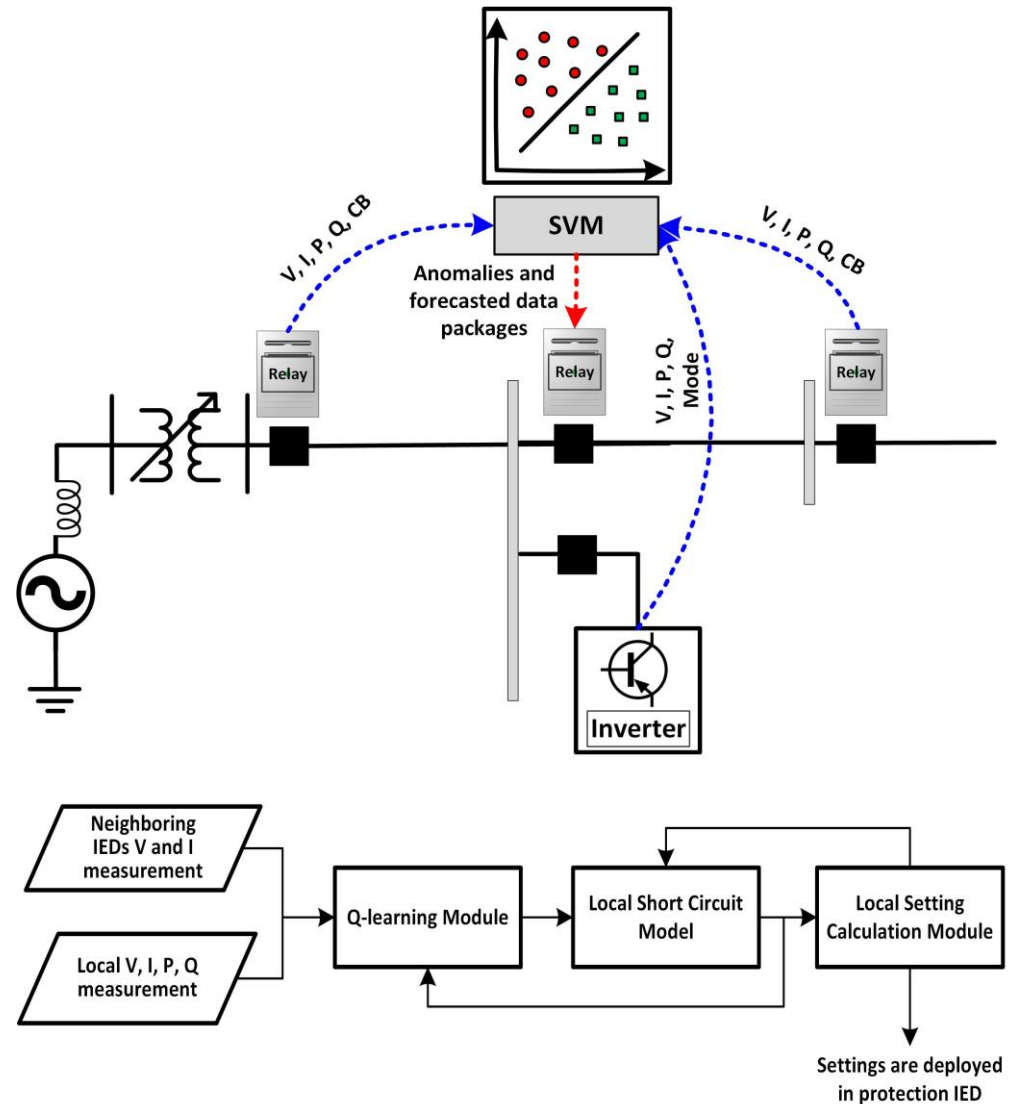 SVM
V, I, P, Q, CB
V, I, P, Q, CB
Anomalies and
forecasted data
packages
V, I, P, Q,
Mode
Relay
Relay
Relay
Inverter
Neighboring
IEDs V and I
measurement
Local V, I, P, Q
measurement
Q-learning Module
Local Short Circuit
Model
Local Setting
Calculation Module
Settings are deployed
in protection IED